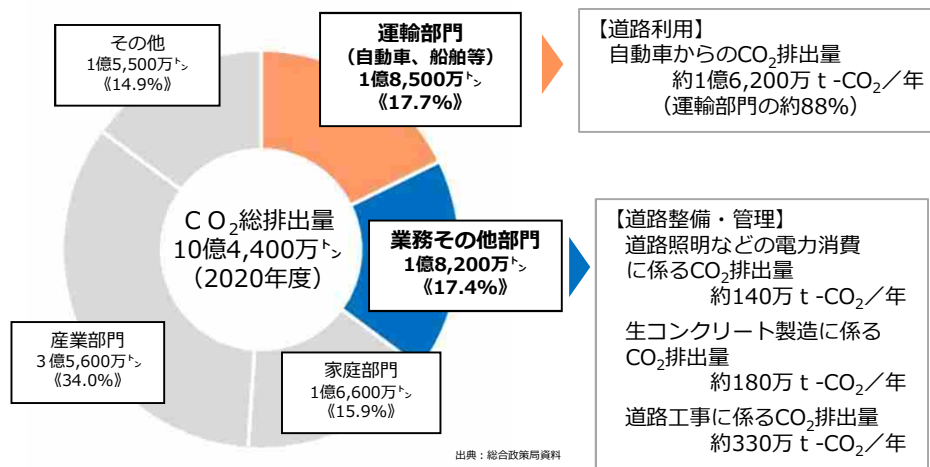 その他
1億5,500万㌧
《14.9%》
運輸部門
（自動車、船舶等）
1億8,500万㌧
《17.7%》
【道路利用】
自動車からのCO₂排出量
約1億6,200万ｔ-CO₂／年
（運輸部門の約88%）
ＣＯ₂総排出量
10億4,400万㌧
（2020年度）
業務その他部門
1億8,200万㌧
《17.4%》
【道路整備・管理】
道路照明などの電力消費
に係るCO₂排出量
約140万ｔ-CO₂／年
生コンクリート製造に係る
CO₂排出量
約180万ｔ-CO₂／年
道路工事に係るCO₂排出量
約330万ｔ-CO₂／年
産業部門
3億5,600万㌧
《34.0%》
家庭部門
1億6,600万㌧
《15.9%》
出典：総合政策局資料